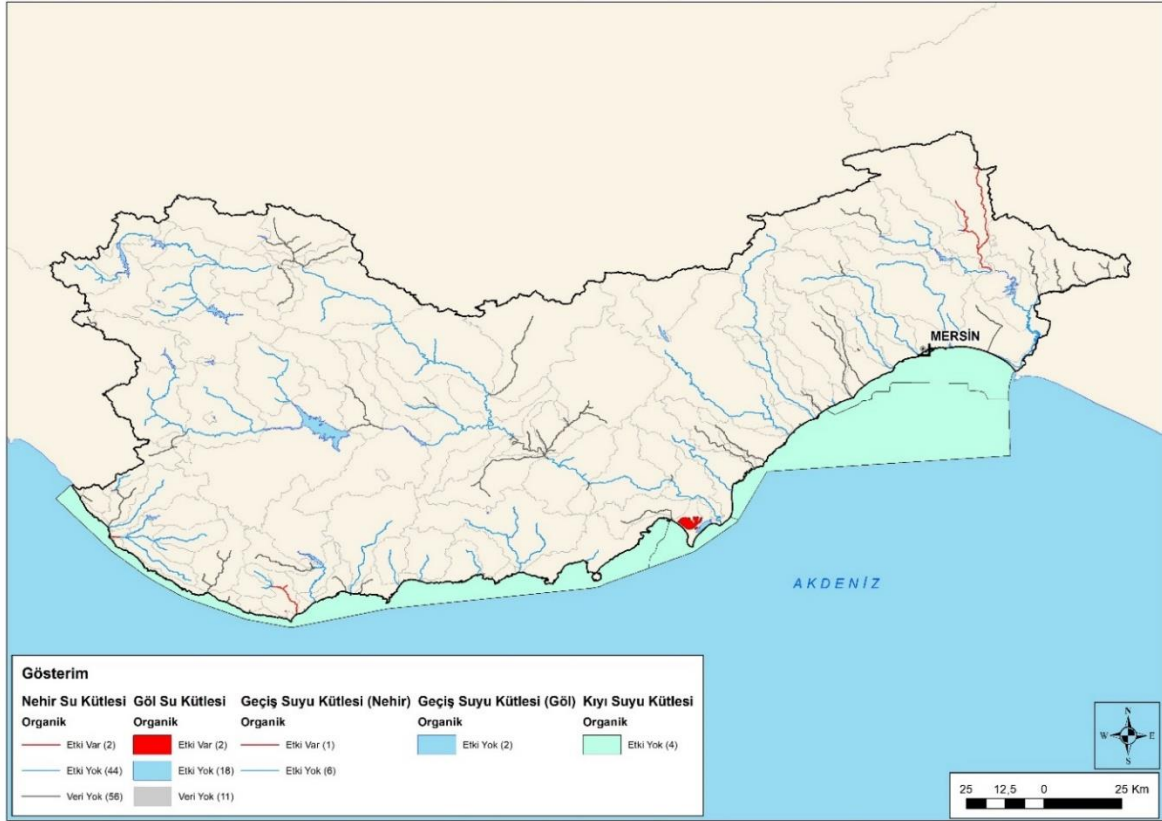 MERSİN
AKDENİZ
Gösterim
Nehir Su Kütlesi Göl Su Kütlesi Geçiş Suyu Kütlesi (Nehir) Geçiş Suyu Kütlesi (Göl) Kıyı Suyu Kütlesi
Organik Organik Organik Organik Organik
Etki Var (2) Etki Var (2) Etki Var (1) Etki Yok (2) Etki Yok (4)
Etki Yok (44) Etki Yok (16) Etki Yok (6)
Veri Yok (56) Veri Yok (11)
N
W E
S
25 12,5 0 25 Km